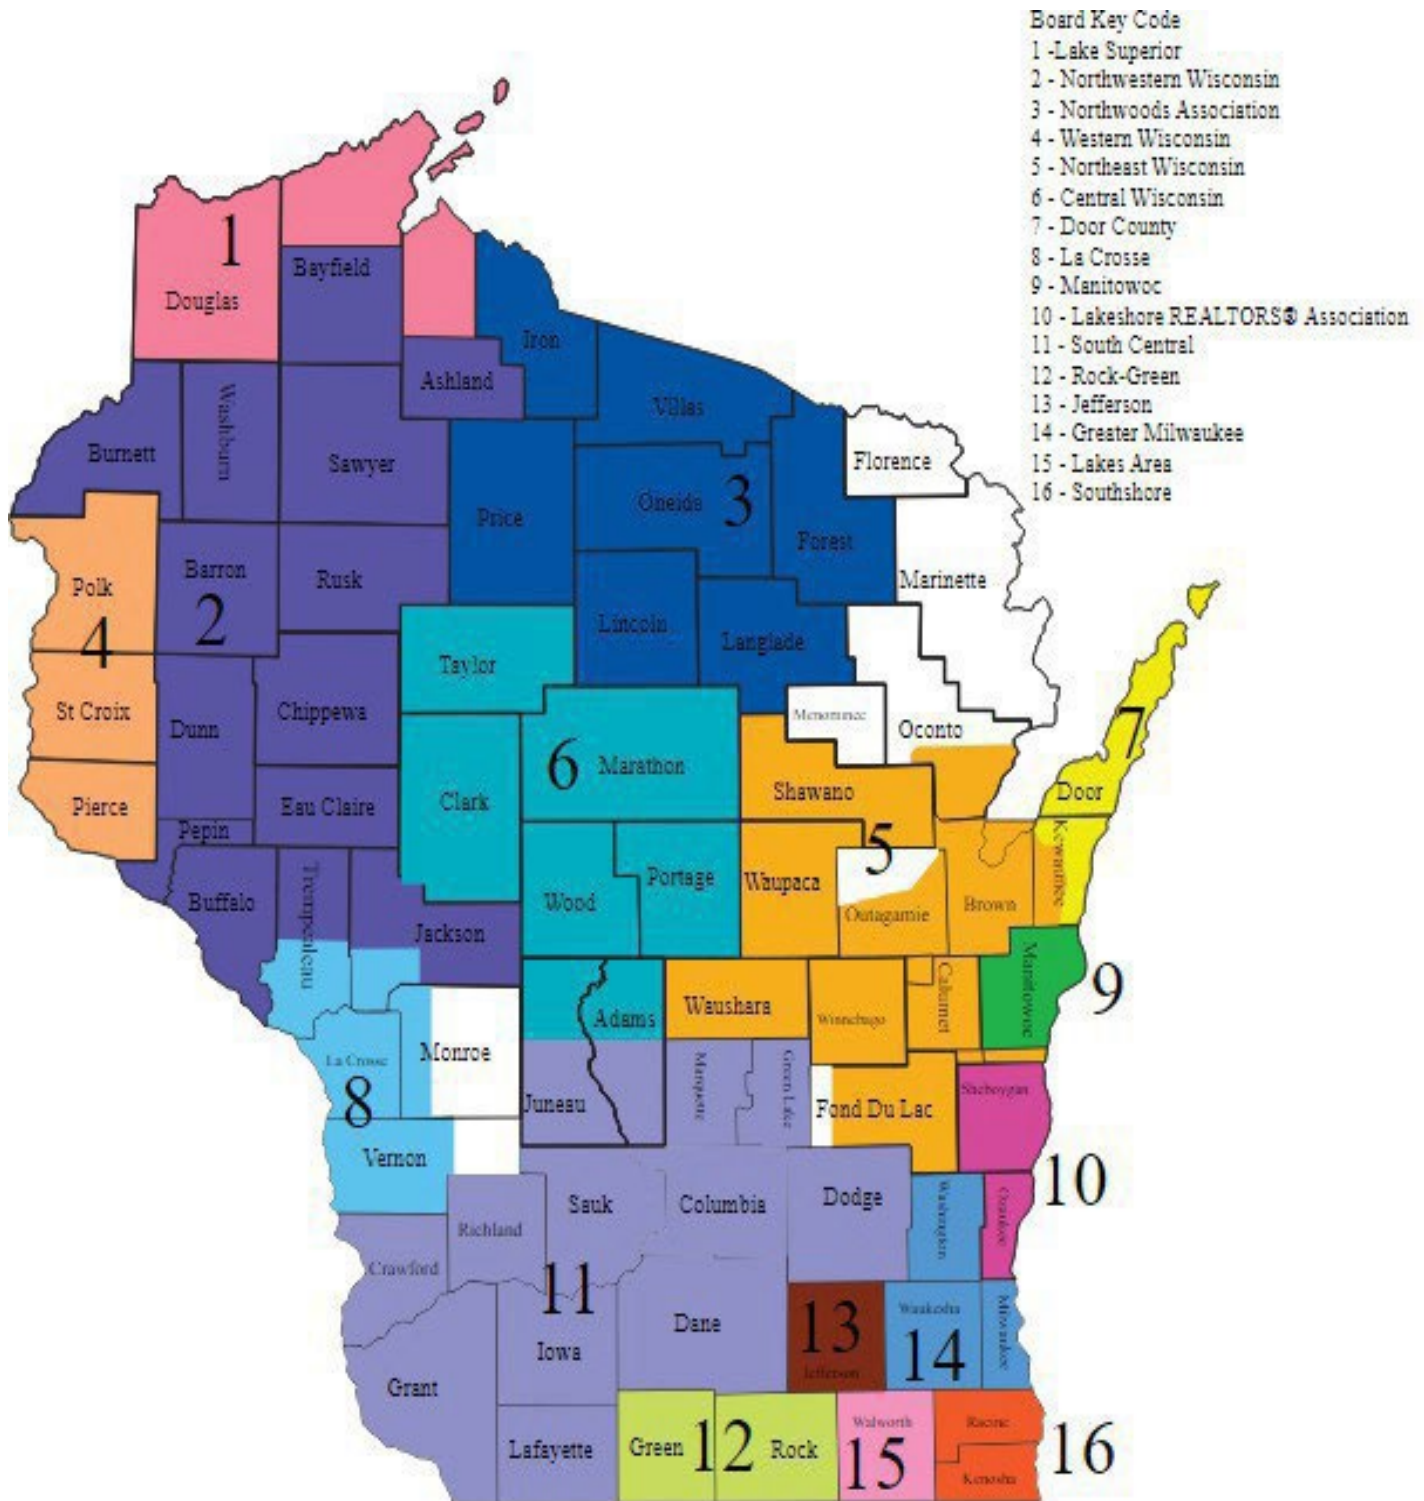 Board Key Code
1 -Lake Superior
2 - Northwestern Wisconsin
3 - Northwoods Association
4 - Western Wisconsin
5 - Northeast Wisconsin
6 - Central Wisconsin
7 - Door County
8 - La Crosse
9 - Manitowoc
10 - Lakeshore REALTORS® Association
11 - South Central
12 - Rock-Green
13 - Jefferson
14 - Greater Milwaukee
15 - Lakes Area
16 - Southshore
1
Bayfield
Douglas
Iron
Ashland
Villas
Washburn
Burnett
Sawyer
Florence
3
Oneida
Price
Forest
Barron
Rusk
Marinette
Polk
2
Lincoln
4
Langlade
Taylor
St Croix
Chippewa
Menominee
Dunn
Oconto
7
6
Marathon
Shawano
Door
Clark
Pierce
Eau Claire
Pepin
5
Kewaunee
Portage
Waupaca
Buffalo
Wood
Trempealeau
Outagamie
Brown
Jackson
9
Manitowoc
Calumet
Waushara
Winnebago
Adams
Monroe
La Crosse
8
Marquette
Green Lake
Juneau
Fond Du Lac
Sheboygan
Vernon
10
Sauk
Columbia
Dodge
Washington
Ozaukee
Richland
Crawford
11
Dane
13
Jefferson
Waukesha
14
Milwaukee
Iowa
Grant
Lafayette
Green
12
Rock
Walworth
15
Racine
16
Kenosha